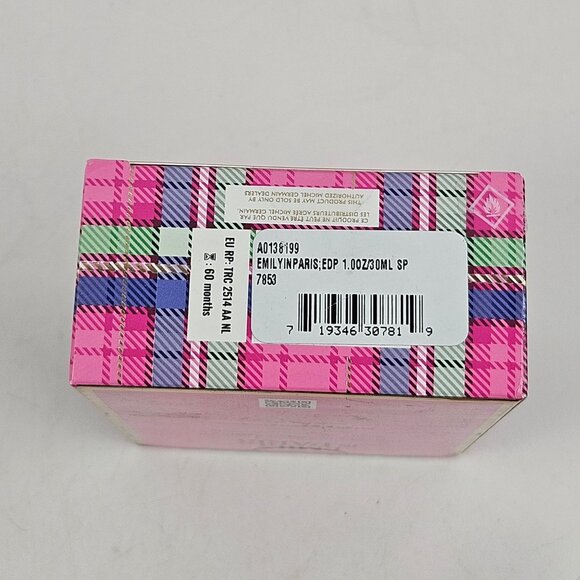 THIS PRODUCT MAY BE SOLD ONLY BY
AUTHORIZED MICHEL GERMAIN DEALERS
CE PRODUIT NE PEUT ÊTRE VENDU QUE PAR
LES DISTRIBUTEURS AGRÉÉ MICHEL GERMAIN.
EU RP: TRC 2514 AA NL
: 60 months
A0138199
EMILYINPARIS;EDP 1.0OZ/30ML SP
7853
7 19346 30781 9